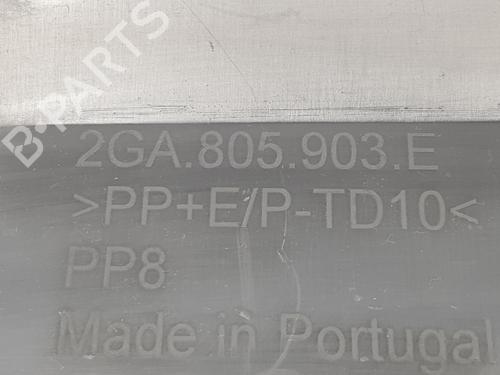 B-PARTS
2GA.805.903.E
>PP+E/P-TD10<
PP8
Made in Portugal